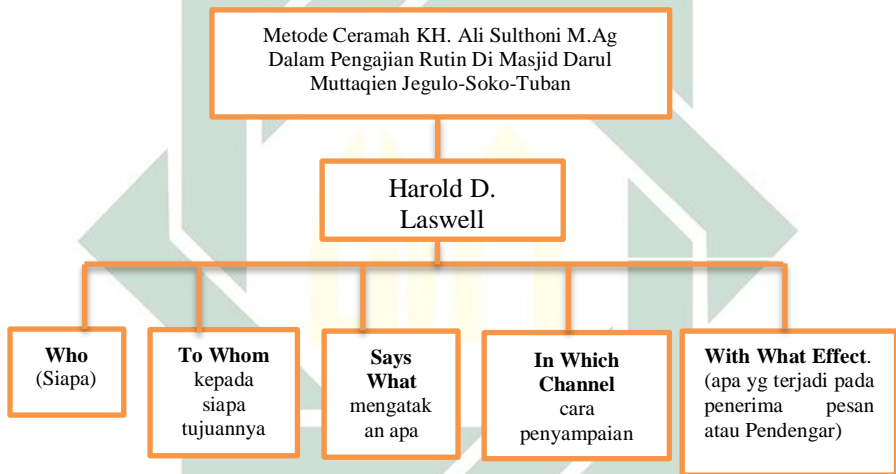 Metode Ceramah KH. Ali Sulthoni M.Ag
Dalam Pengajian Rutin Di Masjid Darul
Muttaqien Jegulo-Soko-Tuban
Harold D.
Laswell
Who
(Siapa)
To Whom
kepada
siapa
tujuannya
Says
What
mengatak
an apa
In Which
Channel
cara
penyampaian
With What Effect.
(apa yg terjadi pada
penerima pesan
atau Pendengar)